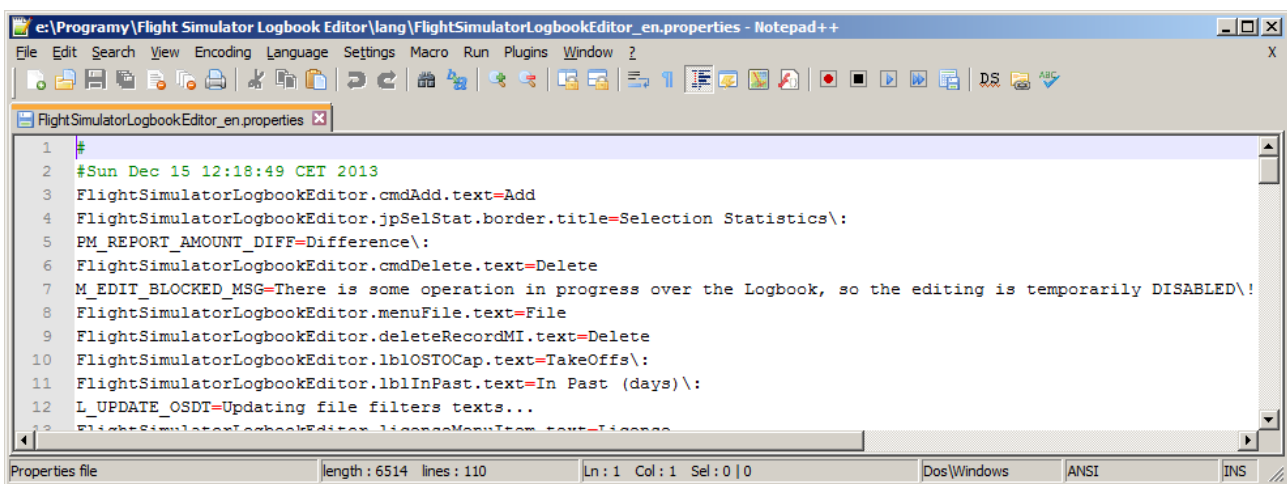 e:\Programy\Flight Simulator Logbook Editor\lang\FlightSimulatorLogbookEditor_en.properties - Notepad++
File Edit Search View Encoding Language Settings Macro Run Plugins Window ? X
FlightSimulatorLogbookEditor_en.properties
1 #
2 #Sun Dec 15 12:18:49 CET 2013
3 FlightSimulatorLogbookEditor.cmdAdd.text=Add
4 FlightSimulatorLogbookEditor.jpSelStat.border.title=Selection Statistics\:
5 PM_REPORT_AMOUNT_DIFF=Difference\:
6 FlightSimulatorLogbookEditor.cmdDelete.text=Delete
7 M_EDIT_BLOCKED_MSG=There is some operation in progress over the Logbook, so the editing is temporarily DISABLED\!
8 FlightSimulatorLogbookEditor.menuFile.text=File
9 FlightSimulatorLogbookEditor.deleteRecordMI.text=Delete
10 FlightSimulatorLogbookEditor.lblOSTOCap.text=TakeOffs\:
11 FlightSimulatorLogbookEditor.lblInPast.text=In Past (days)\:
12 L_UPDATE_OSDT=Updating file filters texts...
13 FlightSimulatorLogbookEditor.licenceMenuItem.text=Licence
Properties file length : 6514 lines : 110 Ln : 1 Col : 1 Sel : 0 | 0 Dos\Windows ANSI INS